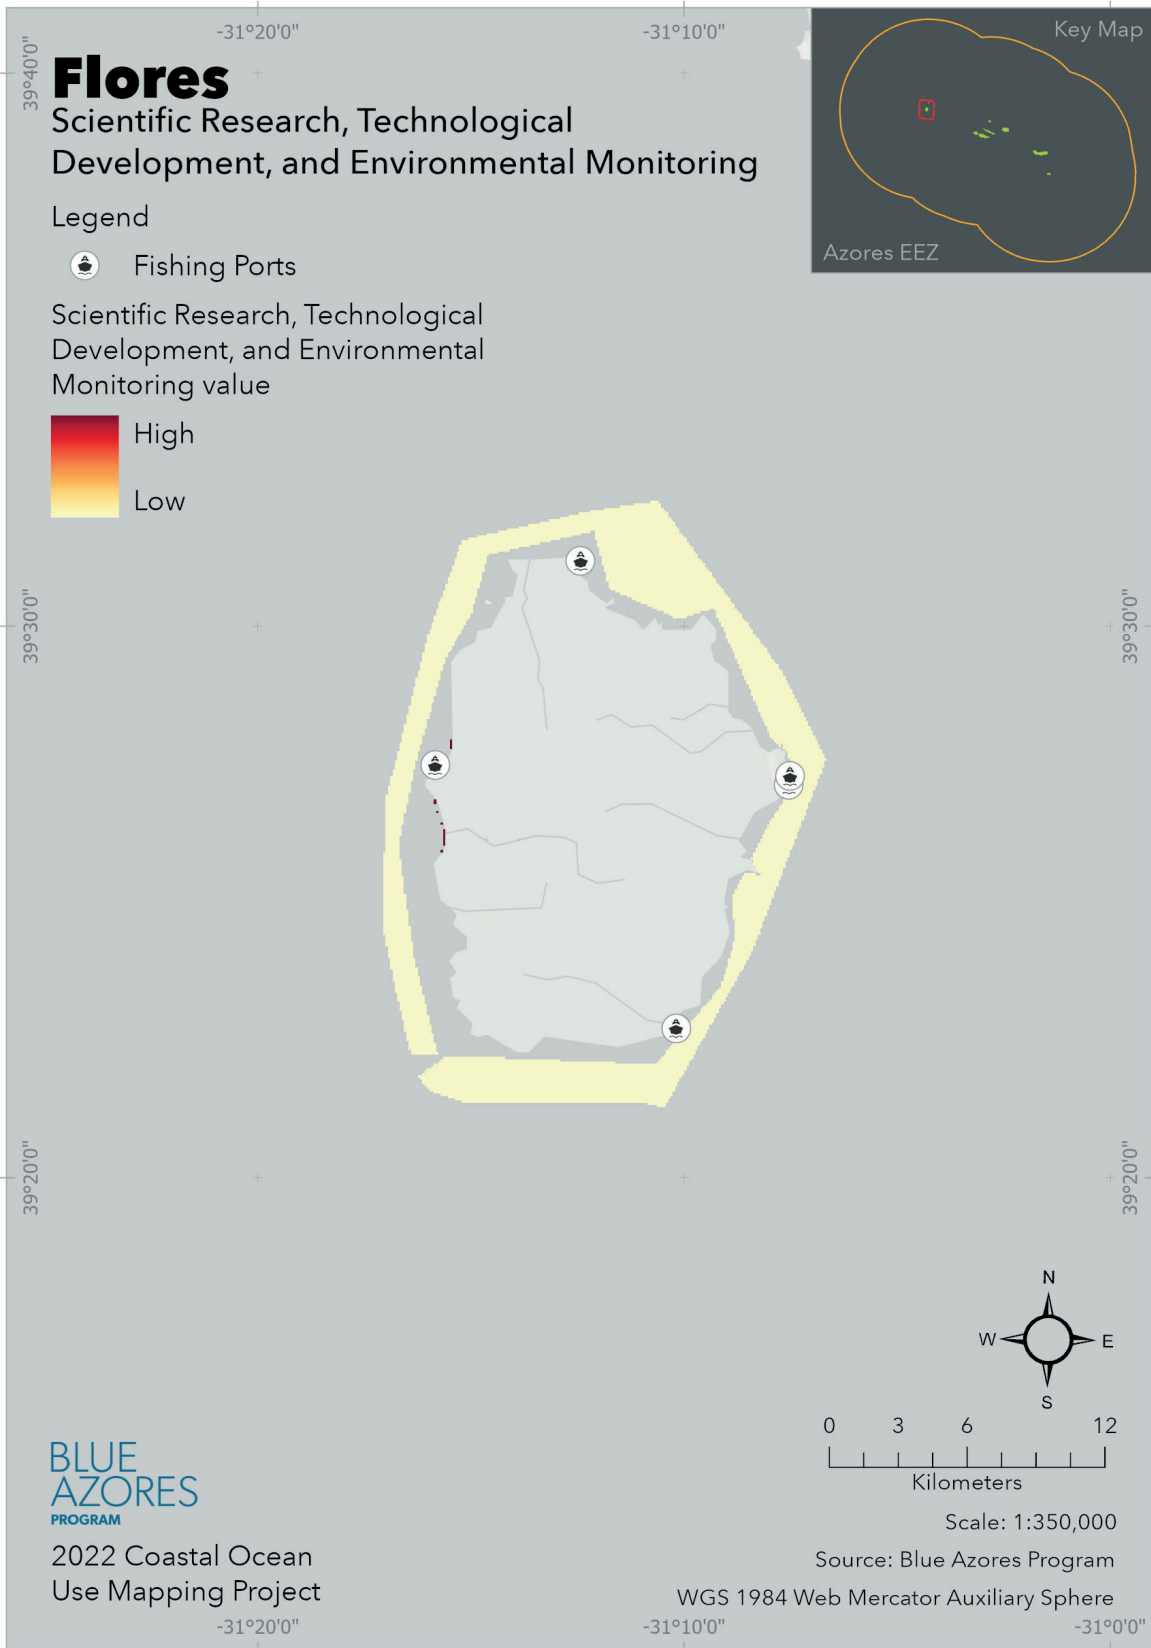 -31°20'0"
-31°10'0"
Key Map
39°40'0"
Flores
Scientific Research, Technological
Development, and Environmental Monitoring
Legend
Fishing Ports
Azores EEZ
Scientific Research, Technological
Development, and Environmental
Monitoring value
High
Low
39°30'0"
39°30'0"
39°20'0"
39°20'0"
N
W
E
S
0
3
6
12
Kilometers
BLUE
AZORES
PROGRAM
2022 Coastal Ocean
Use Mapping Project
Scale: 1:350,000
Source: Blue Azores Program
WGS 1984 Web Mercator Auxiliary Sphere
-31°20'0"
-31°10'0"
-31°0'0"